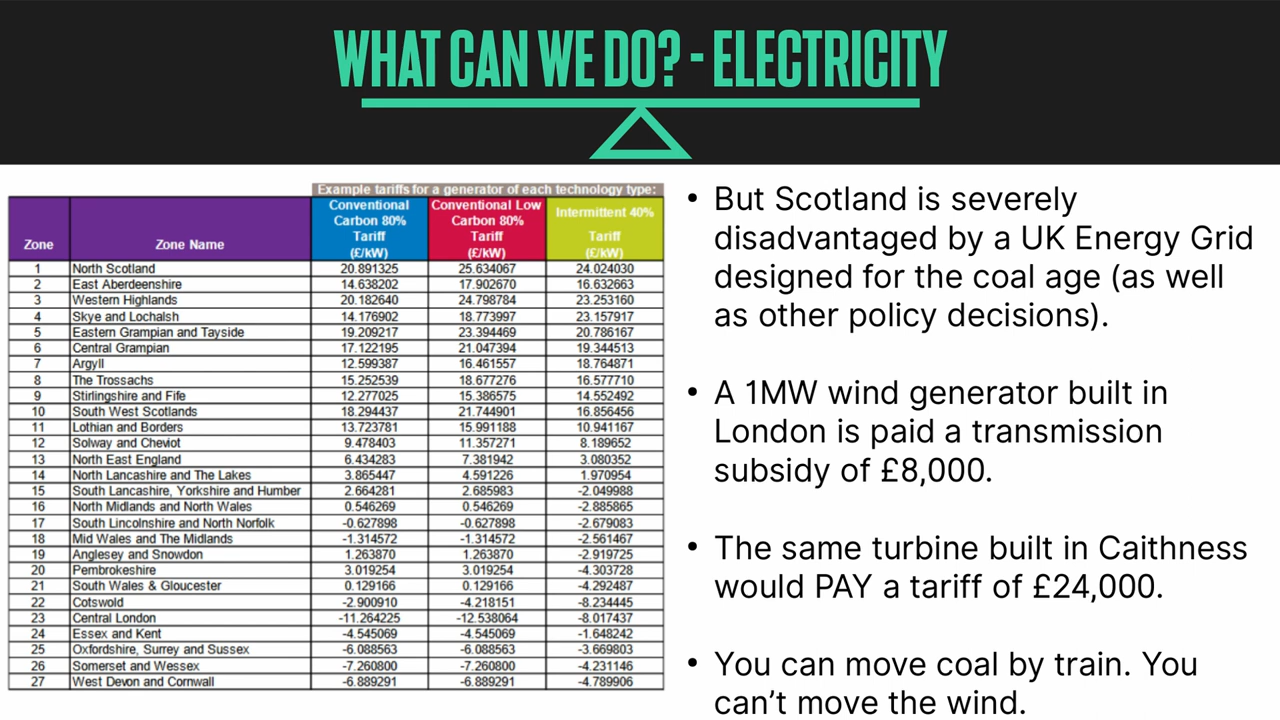 WHAT CAN WE DO? - ELECTRICITY
Example tariffs for a generator of each technology type:
Zone Zone Name Conventional Carbon 80% Tariff (£/kW) Conventional Low Carbon 80% Tariff (£/kW) Intermittent 40% Tariff (£/kW)
1 North Scotland 20.891325 25.634067 24.024030
2 East Aberdeenshire 14.638202 17.902670 16.632663
3 Western Highlands 20.182640 24.798784 23.253160
4 Skye and Lochalsh 14.176902 18.773997 23.157917
5 Eastern Grampian and Tayside 19.209217 23.394469 20.786167
6 Central Grampian 17.122195 21.047394 19.344513
7 Argyll 12.599387 16.461557 18.764871
8 The Trossachs 15.252539 18.677276 16.577710
9 Stirlingshire and Fife 12.277025 15.386575 14.552492
10 South West Scotlands 18.294437 21.744901 16.856456
11 Lothian and Borders 13.723781 15.991188 10.941167
12 Solway and Cheviot 9.478403 11.357271 8.189652
13 North East England 6.434283 7.381942 3.080352
14 North Lancashire and The Lakes 3.865447 4.591226 1.970954
15 South Lancashire, Yorkshire and Humber 2.664281 2.685983 -2.049988
16 North Midlands and North Wales 0.546269 0.546269 -2.885865
17 South Lincolnshire and North Norfolk -0.627898 -0.627898 -2.679083
18 Mid Wales and The Midlands -1.314572 -1.314572 -2.561467
19 Anglesey and Snowdon 1.263870 1.263870 -2.919725
20 Pembrokeshire 3.019254 3.019254 -4.303728
21 South Wales & Gloucester 0.129166 0.129166 -4.292487
22 Cotswold -2.900910 -4.218151 -8.234445
23 Central London -11.264225 -12.538064 -8.017437
24 Essex and Kent -4.545069 -4.545069 -1.648242
25 Oxfordshire, Surrey and Sussex -6.088563 -6.088563 -3.669803
26 Somerset and Wessex -7.260800 -7.260800 -4.231146
27 West Devon and Cornwall -6.889291 -6.889291 -4.789906
• But Scotland is severely
disadvantaged by a UK Energy Grid
designed for the coal age (as well
as other policy decisions).
• A 1MW wind generator built in
London is paid a transmission
subsidy of £8,000.
• The same turbine built in Caithness
would PAY a tariff of £24,000.
• You can move coal by train. You
can't move the wind.